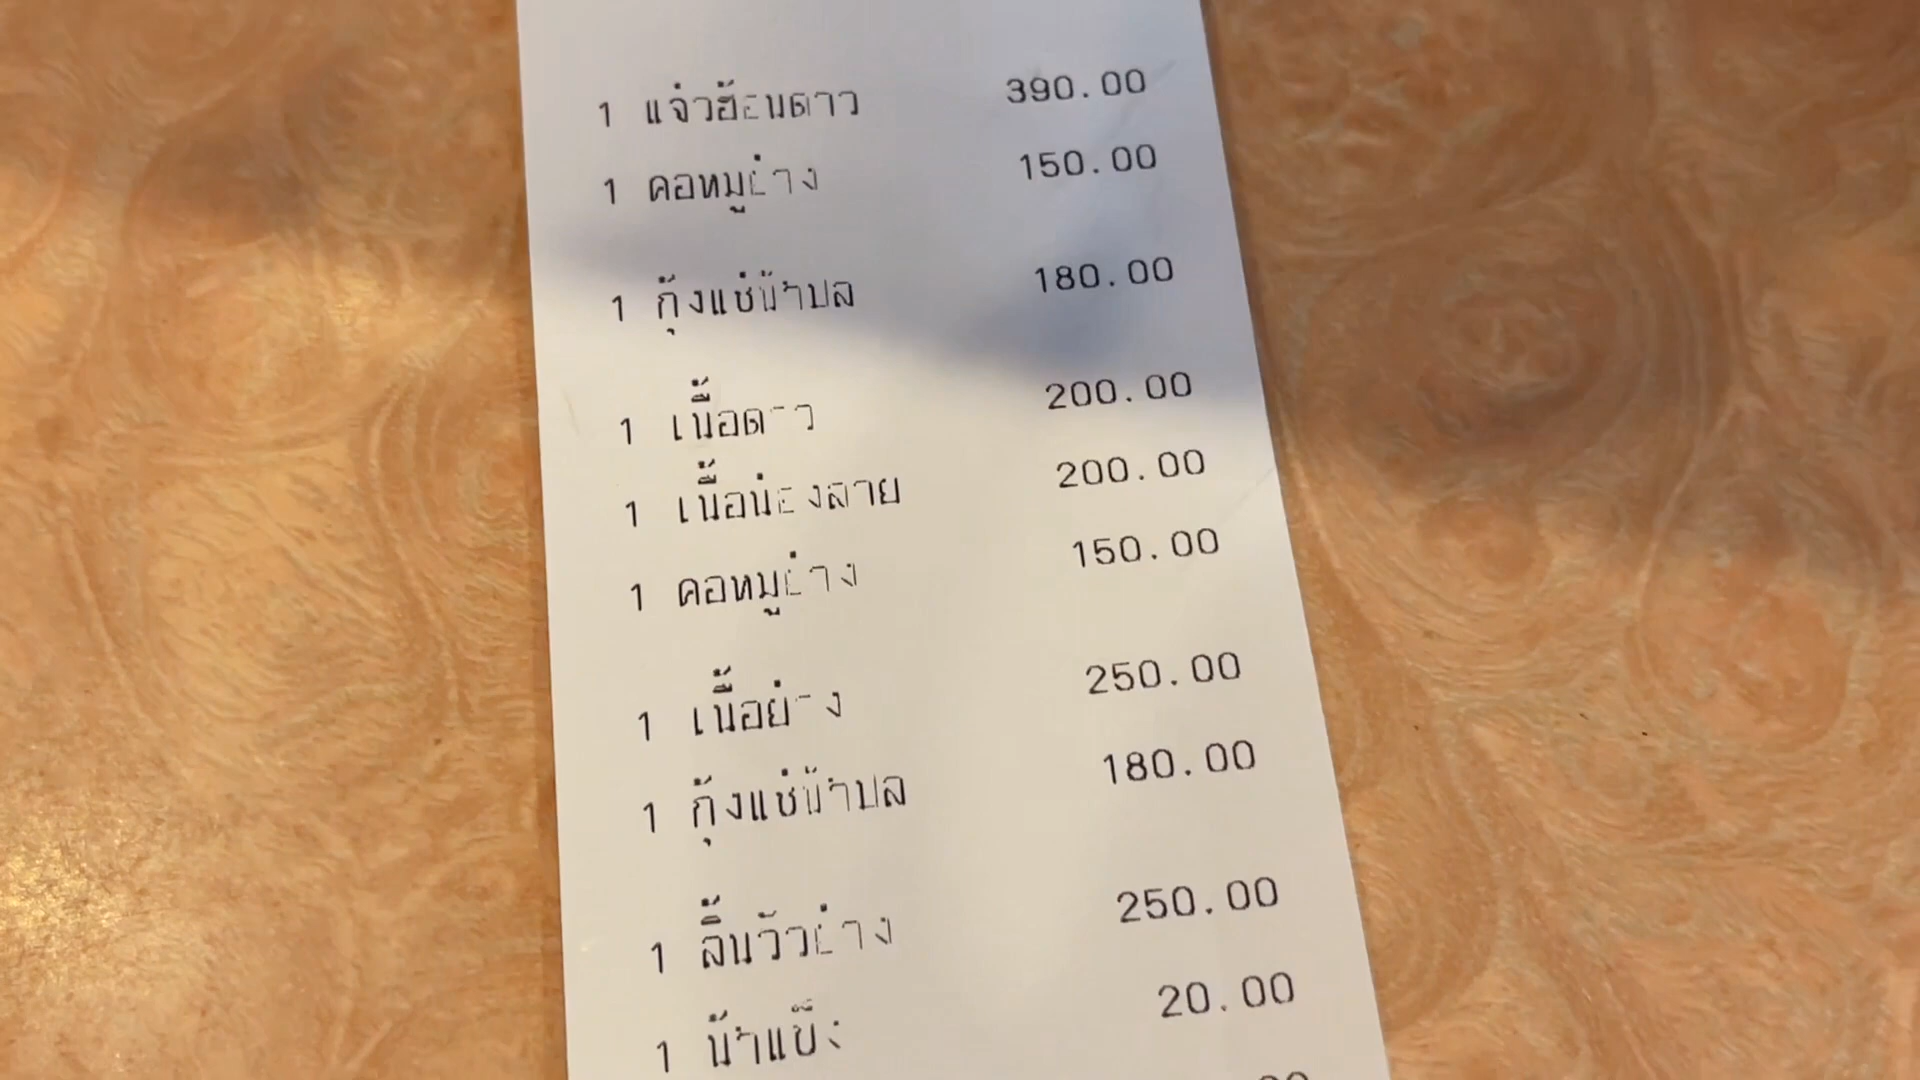 1 แจ่วฮ้อนดาว 390.00
1 คอหมูย่าง 150.00
1 กุ้งแช่น้ำปล 180.00
1 เนื้อดาว 200.00
1 เนื้อน่องลาย 200.00
1 คอหมูย่าง 150.00
1 เนื้อย่าง 250.00
1 กุ้งแช่น้ำปล 180.00
1 ลิ้นวัวย่าง 250.00
1 น้ำแข็ง 20.00